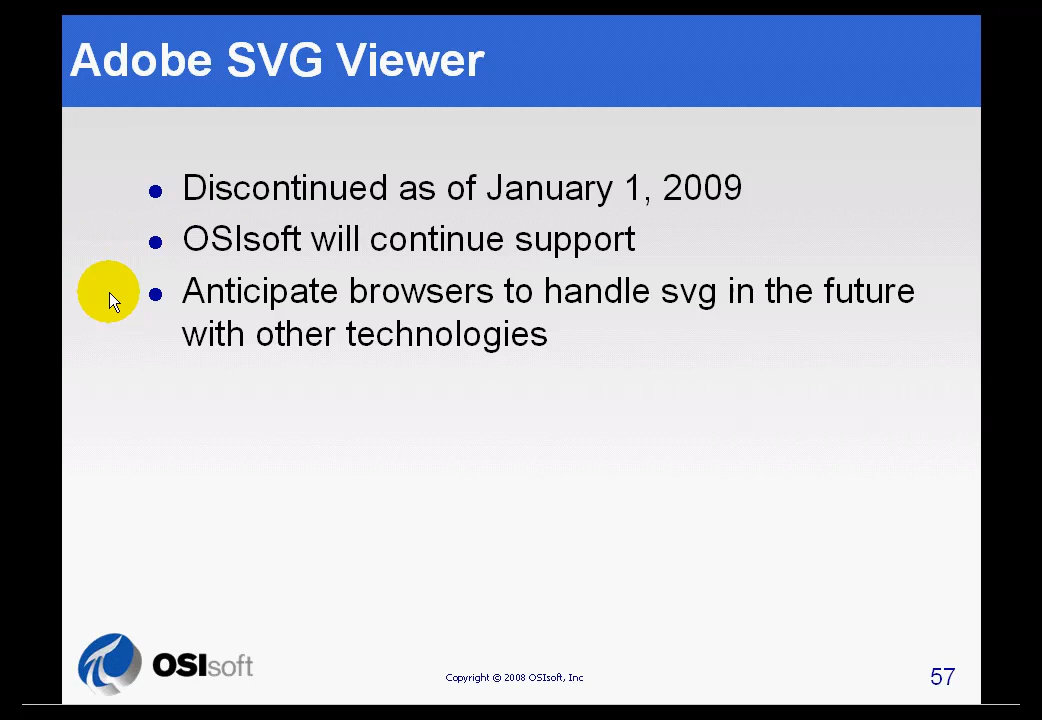 Adobe SVG Viewer
Discontinued as of January 1, 2009
OSIsoft will continue support
Anticipate browsers to handle svg in the future
with other technologies
OSIsoft
Copyright © 2008 OSIsoft, Inc
57